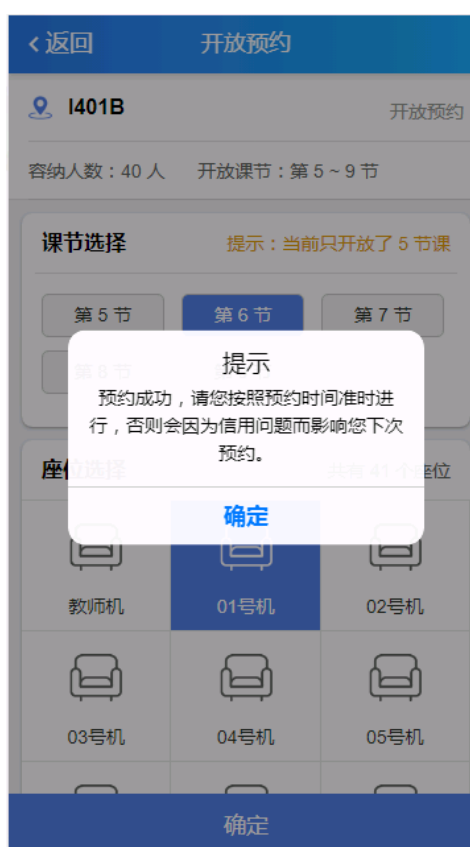 返回 开放预约
I401B 开放预约
容纳人数：40 人 开放课节：第 5 ~ 9 节
课节选择 提示：当前只开放了 5 节课
第 5 节 第 6 节 第 7 节
第 8 节
提示
预约成功，请您按照预约时间准时进
行，否则会因为信用问题而影响您下次
预约。
确定
座位选择 共有 41 个座位
教师机 01号机 02号机
03号机 04号机 05号机
确定